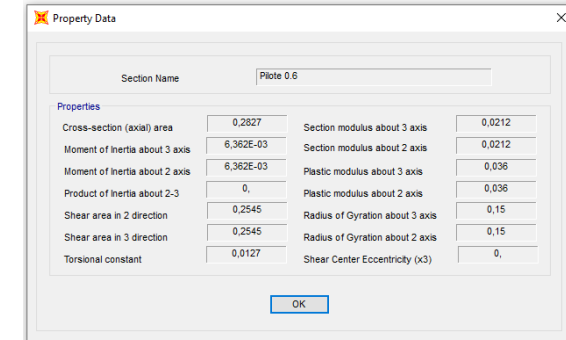 Property Data
Section Name Pilote 0.6
Properties
Cross-section (axial) area 0,2827 Section modulus about 3 axis 0,0212
Moment of Inertia about 3 axis 6,362E-03 Section modulus about 2 axis 0,0212
Moment of Inertia about 2 axis 6,362E-03 Plastic modulus about 3 axis 0,036
Product of Inertia about 2-3 0, Plastic modulus about 2 axis 0,036
Shear area in 2 direction 0,2545 Radius of Gyration about 3 axis 0,15
Shear area in 3 direction 0,2545 Radius of Gyration about 2 axis 0,15
Torsional constant 0,0127 Shear Center Eccentricity (x3) 0,
OK